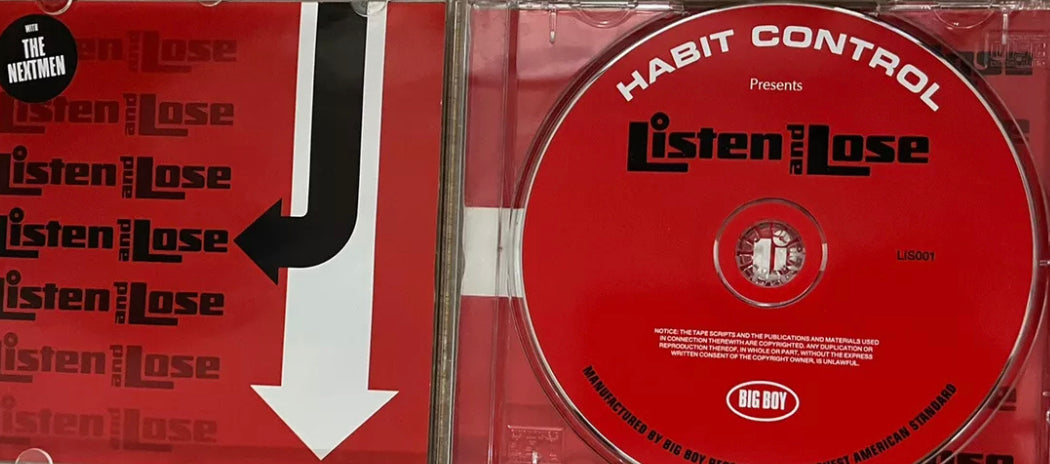 WITH
THE
NEXTMEN
Listen and Lose
Listen and Lose
Listen and Lose
Listen and Lose
Listen and Lose
Listen and Lose
HABIT CONTROL
Presents
Listen and Lose
LiS001
NOTICE: THE TAPE SCRIPTS AND THE PUBLICATIONS AND MATERIALS USED
IN CONNECTION THEREWITH ARE COPYRIGHTED. ANY DUPLICATION OR
REPRODUCTION THEREOF, IN WHOLE OR PART, WITHOUT THE EXPRESS
WRITTEN CONSENT OF THE COPYRIGHT OWNER, IS UNLAWFUL.
BIG BOY
MANUFACTURED BY BIG BOY
AMERICAN STANDARD